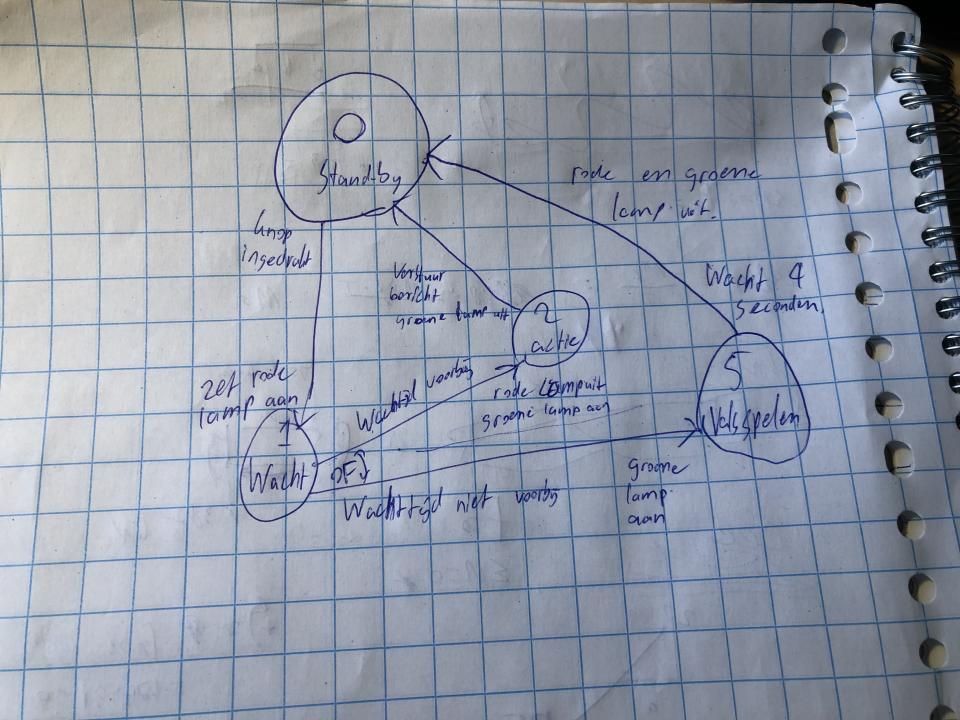 0
Standby
rode en groene
lamp uit.
knop
ingedrukt
Verstuur
bericht
groene lamp uit
Wacht 4
seconden
2
actie
zet rode
lamp aan
Wachttijd voorbij
rode lamp uit
groene lamp aan
5
Valsspelen
1
Wacht
OF
Wachttijd niet voorbij
groene
lamp
aan